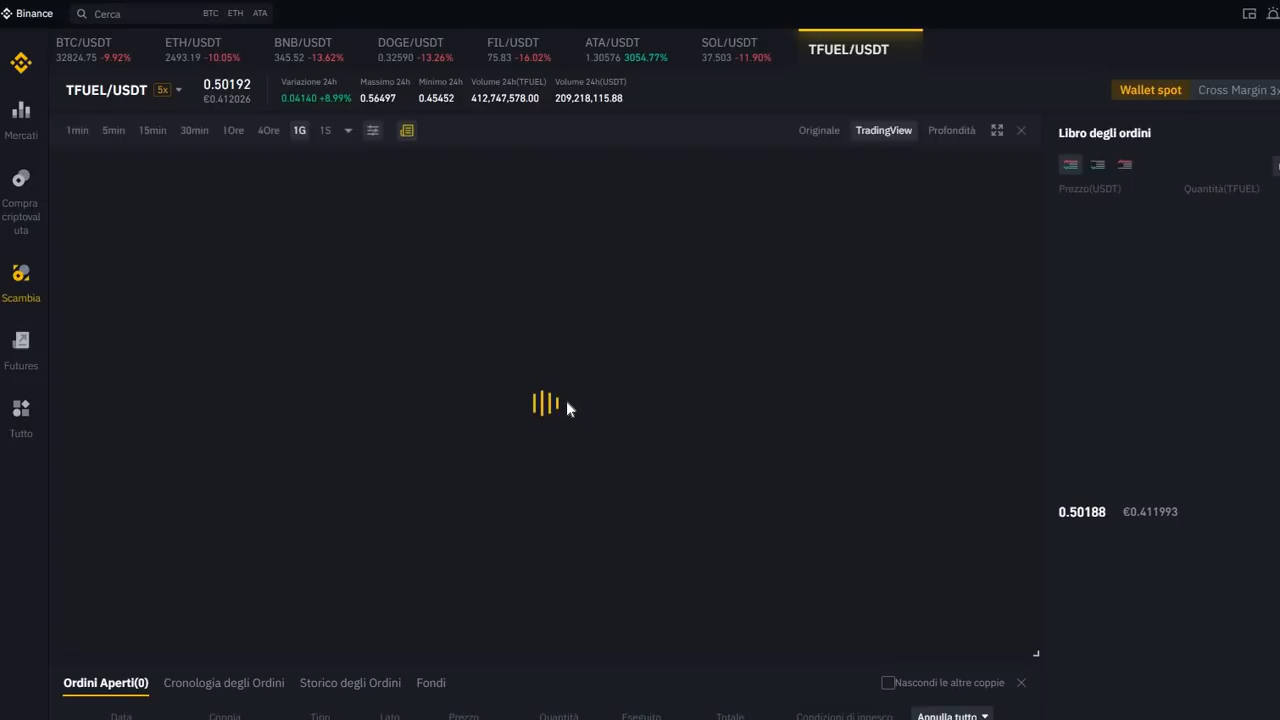 Binance
Cerca BTC ETH ATA
BTC/USDT ETH/USDT BNB/USDT DOGE/USDT FIL/USDT ATA/USDT SOL/USDT TFUEL/USDT
32824.75 -9.92% 2493.19 -10.05% 345.52 -13.62% 0.32590 -13.26% 75.83 -16.02% 1.30576 3054.77% 37.503 -11.90%
TFUEL/USDT 5x 0.50192 Variazione 24h Massimo 24h Minimo 24h Volume 24h(TFUEL) Volume 24h(USDT)
€0.412026 0.04140 +8.99% 0.56497 0.45452 412,747,578.00 209,218,115.88
Wallet spot Cross Margin 3x
1min 5min 15min 30min 1Ore 4Ore 1G 1S Originale TradingView Profondità
Libro degli ordini
Prezzo(USDT) Quantità(TFUEL)
Mercati
Compra
criptoval
uta
Scambia
Futures
Tutto
0.50188 €0.411993
Ordini Aperti(0) Cronologia degli Ordini Storico degli Ordini Fondi Nascondi le altre coppie
Data Coppia Tipo Lato Prezzo Quantità Eseguito Totale Condizioni di innesco Annulla tutto